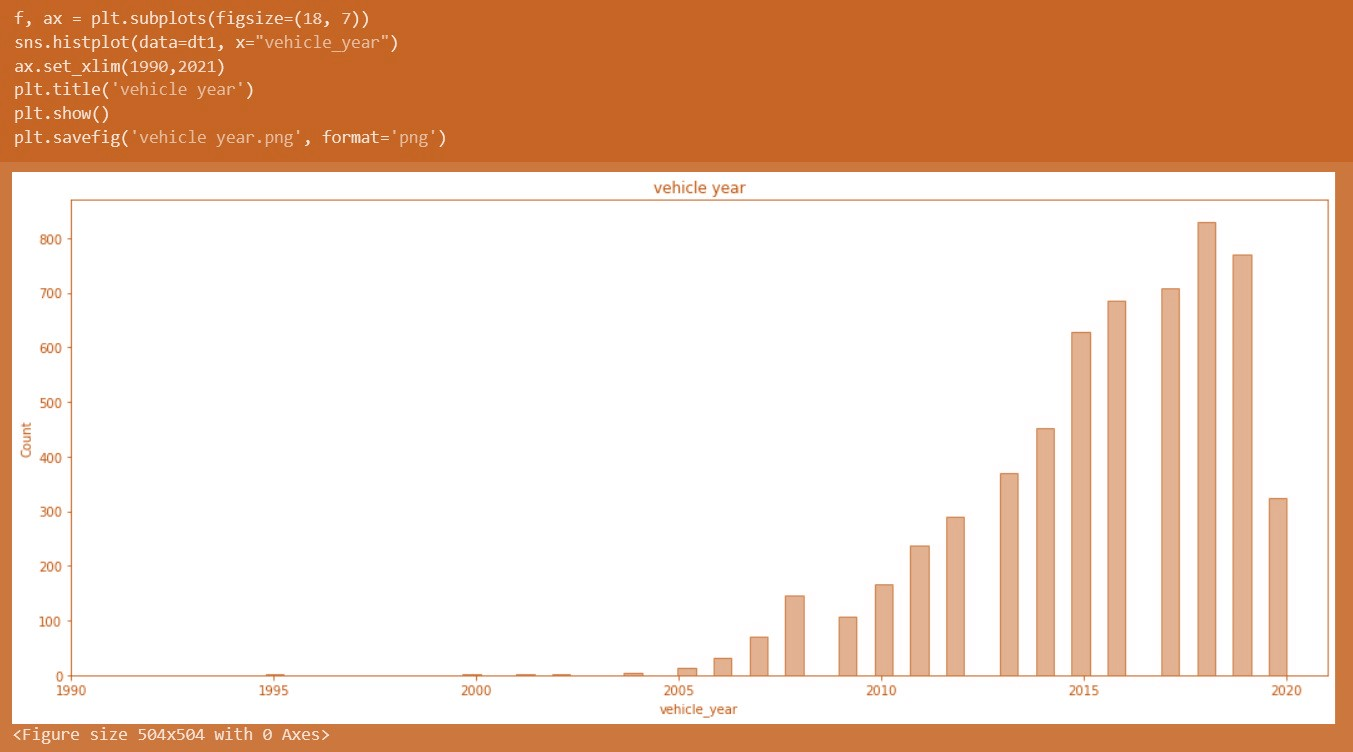 f, ax = plt.subplots(figsize=(18, 7))
sns.histplot(data=dt1, x="vehicle_year")
ax.set_xlim(1990,2021)
plt.title('vehicle year')
plt.show()
plt.savefig('vehicle year.png', format='png')
vehicle year
800
700
600
500
400
300
200
100
0
Count
1990 1995 2000 2005 2010 2015 2020
vehicle_year
<Figure size 504x504 with 0 Axes>